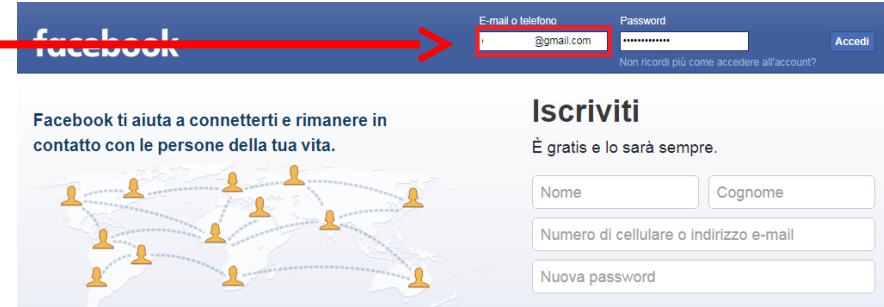 facebook
E-mail o telefono
Password
@gmail.com
•••••••••••••
Accedi
Non ricordi più come accedere all'account?
Facebook ti aiuta a connetterti e rimanere in
contatto con le persone della tua vita.
Iscriviti
È gratis e lo sarà sempre.
Nome
Cognome
Numero di cellulare o indirizzo e-mail
Nuova password